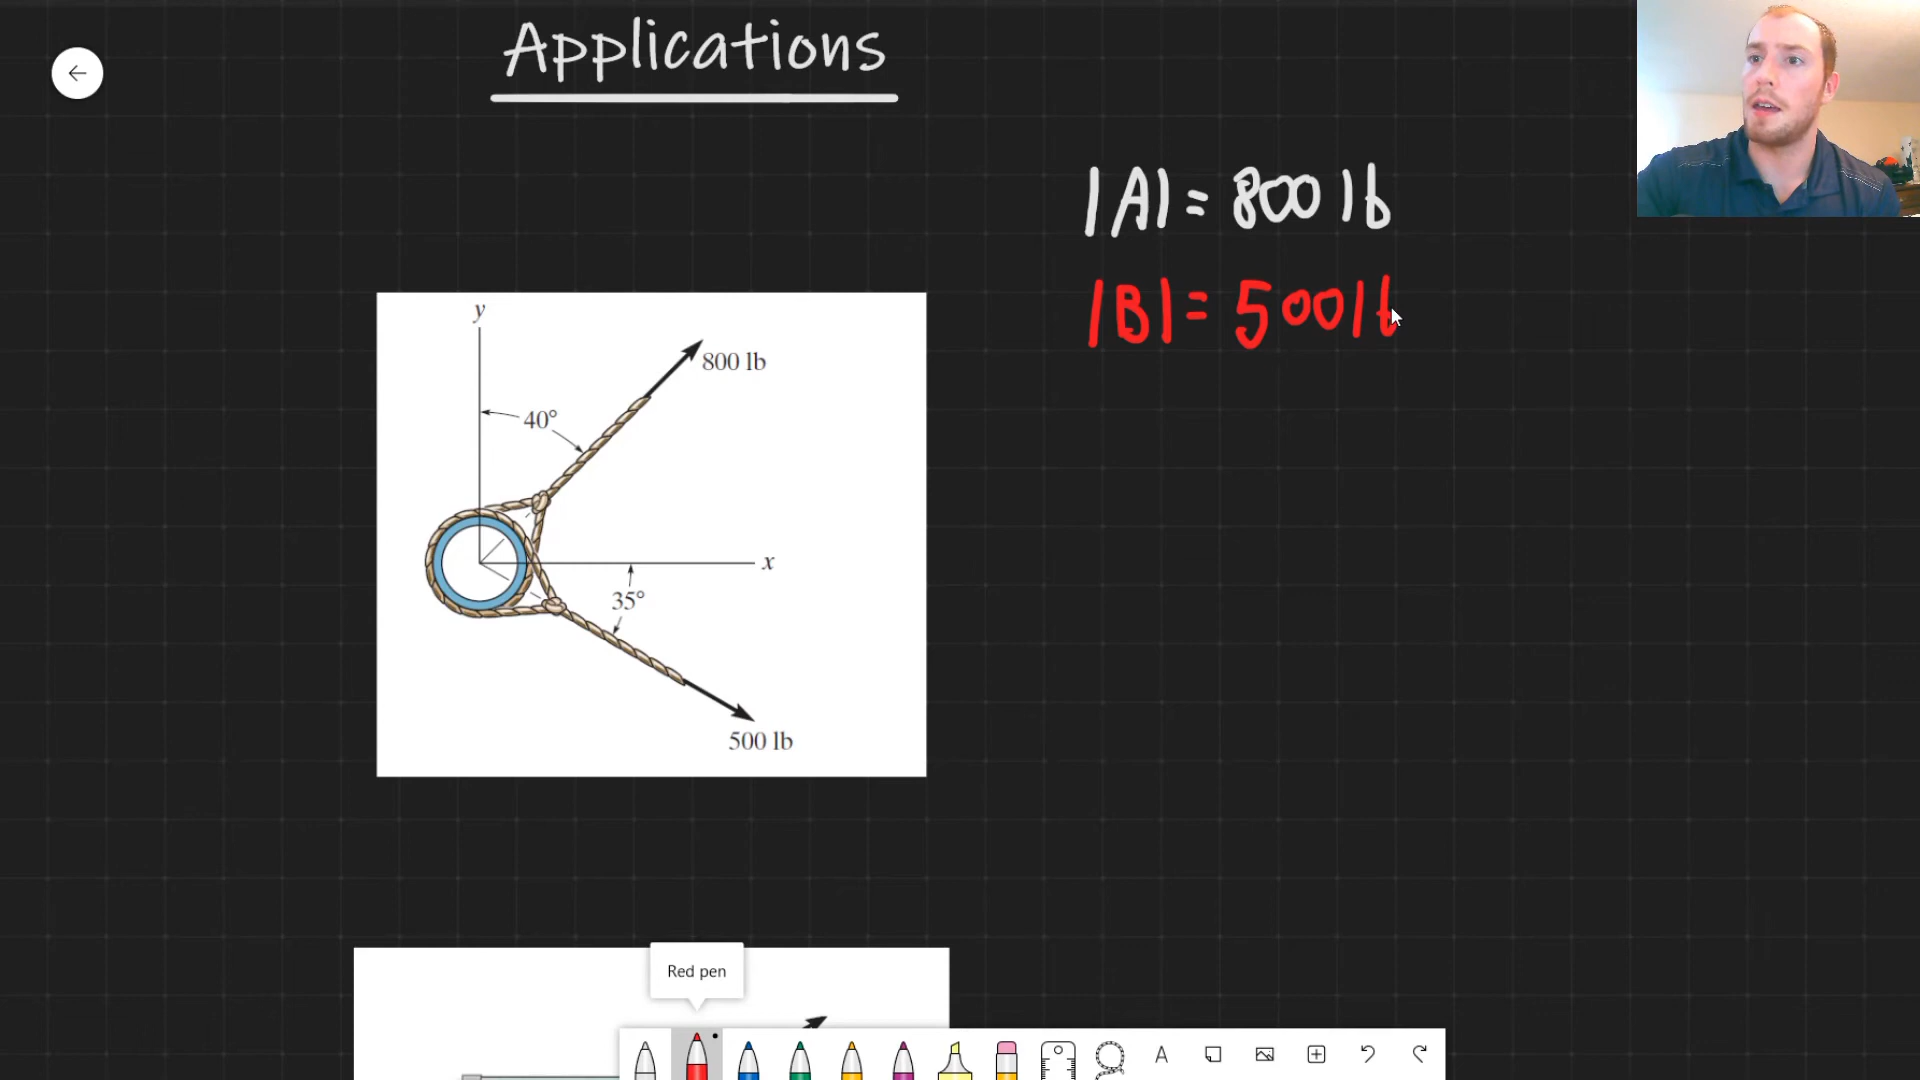 Applications
|A| = 800 lb
|B| = 500 lb
y
800 lb
40°
x
35°
500 lb
Red pen
A